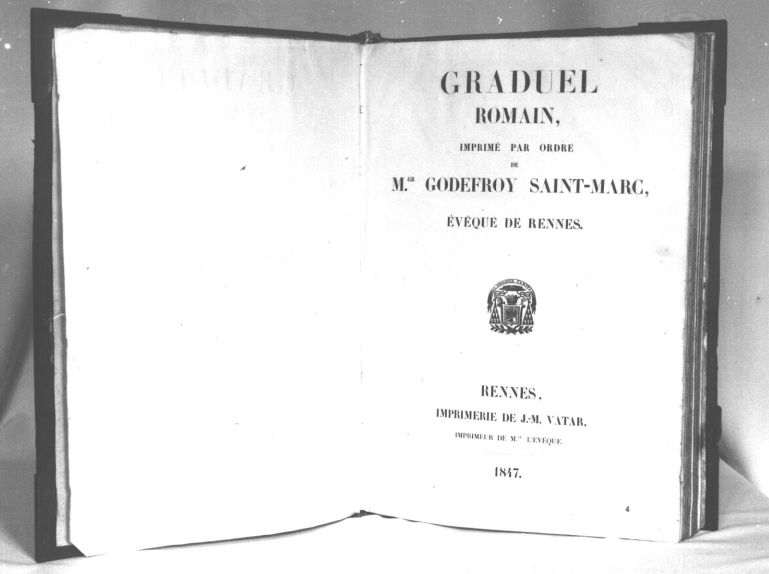 GRADUEL
ROMAIN,
IMPRIMÉ PAR ORDRE
DE
M.GR GODEFROY SAINT-MARC,
ÉVÊQUE DE RENNES.
RENNES,
IMPRIMERIE DE J.-M. VATAR.
IMPRIMEUR DE M.GR L'ÉVÊQUE.
1847.
4